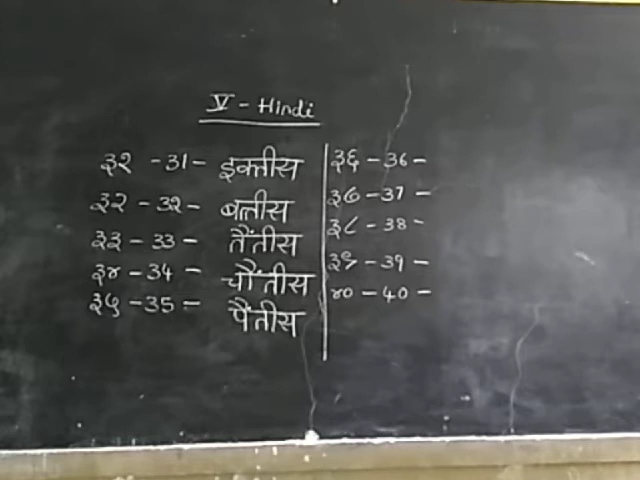 V - Hindi
३१ - 31 - इक्तीस
३२ - 32 - बत्तीस
३३ - 33 - तैंतीस
३४ - 34 - चौंतीस
३५ - 35 - पैंतीस
३६ - 36 -
३७ - 37 -
३८ - 38 -
३९ - 39 -
४० - 40 -